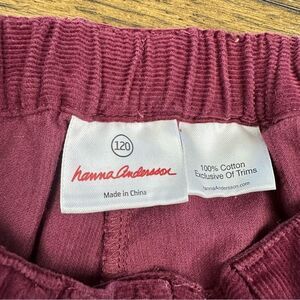 120
hanna andersson
Made in China
100% Cotton
Exclusive Of Trims
hannaAndersson.com